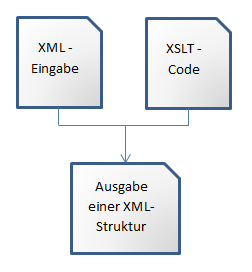 XML -
Eingabe
XSLT -
Code
Ausgabe
einer XML-
Struktur